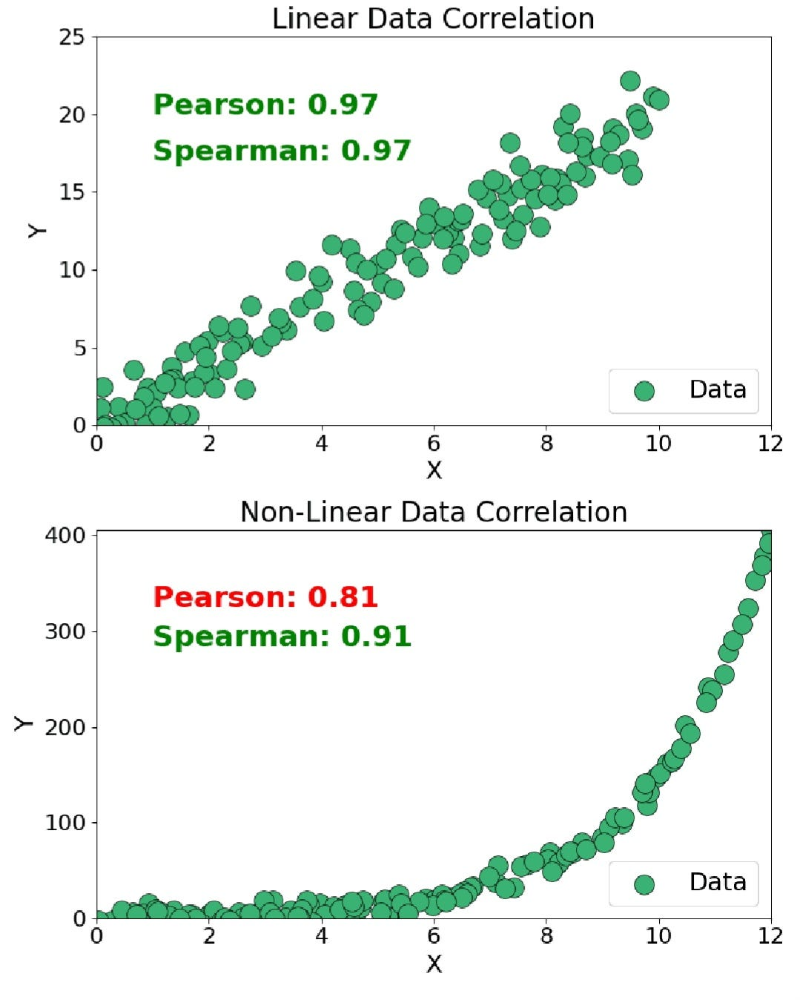 Linear Data Correlation
25
20
15
10
5
0
Y
Pearson: 0.97
Spearman: 0.97
Data
0 2 4 6 8 10 12
X
Non-Linear Data Correlation
400
300
200
100
0
Y
Pearson: 0.81
Spearman: 0.91
Data
0 2 4 6 8 10 12
X